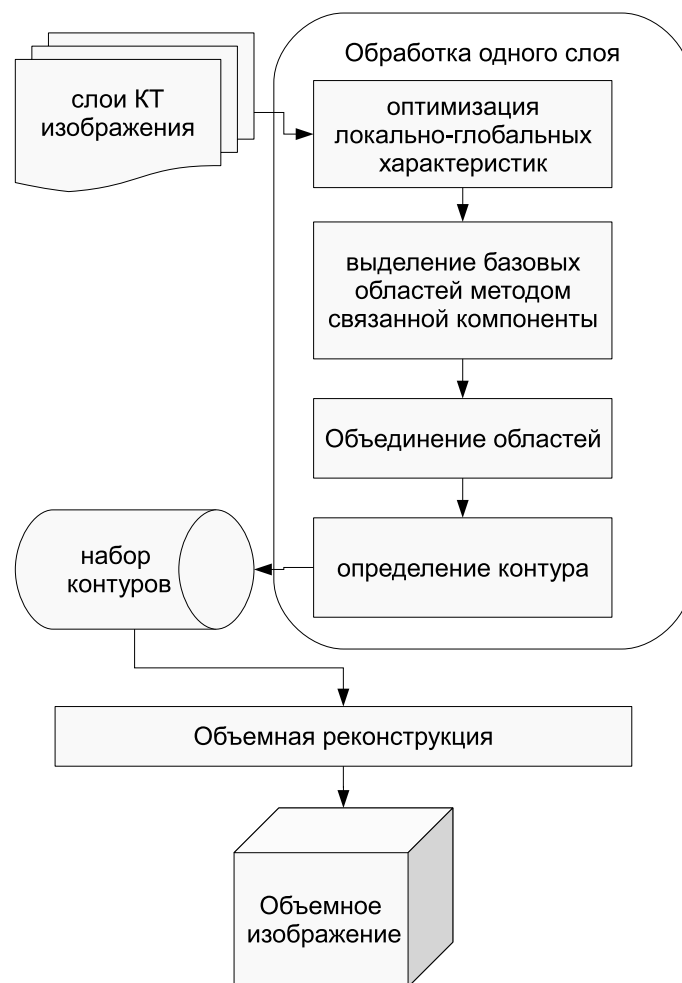 слои КТ
изображения
Обработка одного слоя
оптимизация
локально-глобальных
характеристик
выделение базовых
областей методом
связанной компоненты
Объединение областей
определение контура
набор
контуров
Объемная реконструкция
Объемное
изображение